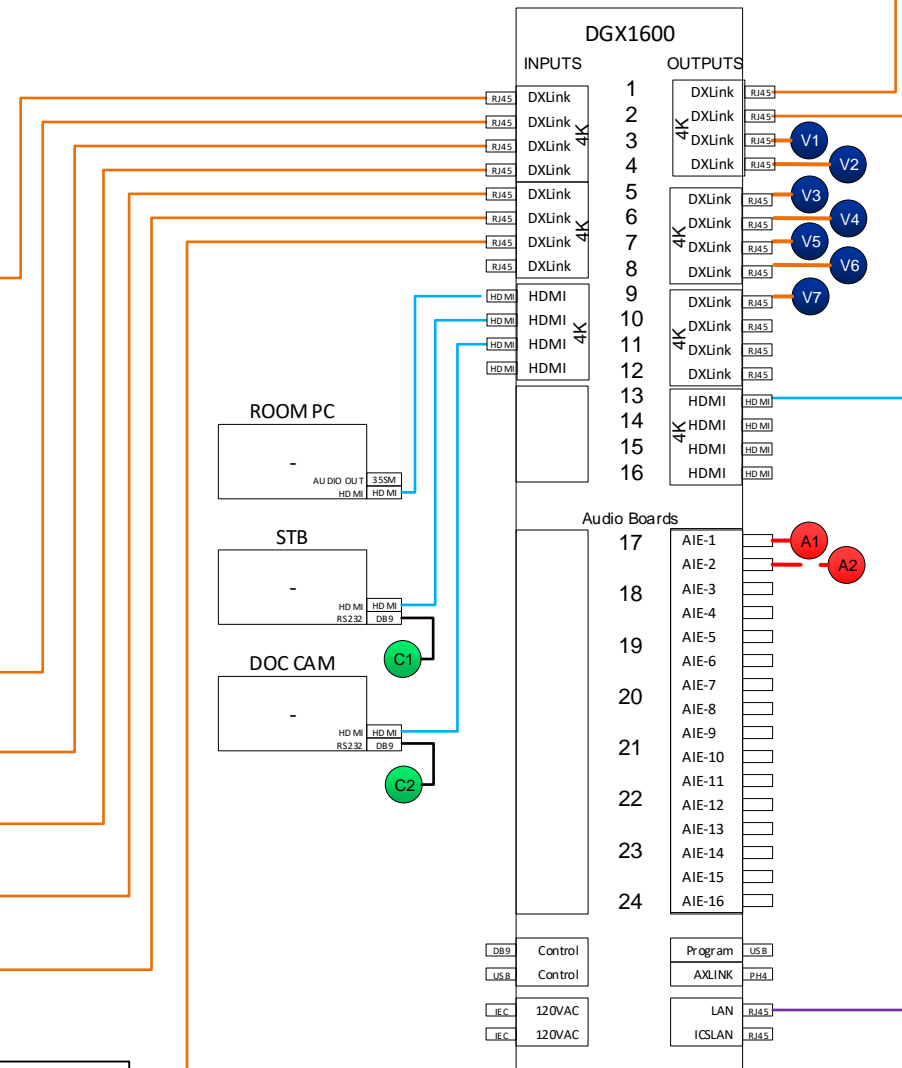 DGX1600
INPUTS OUTPUTS
RJ45 DXLink 1 DXLink RJ45
RJ45 DXLink 2 DXLink RJ45
4K 4K
RJ45 DXLink 3 DXLink RJ45 V1
RJ45 DXLink 4 DXLink RJ45 V2
RJ45 DXLink 5 DXLink RJ45 V3
RJ45 DXLink 6 DXLink RJ45 V4
4K 4K
RJ45 DXLink 7 DXLink RJ45 V5
RJ45 DXLink 8 DXLink RJ45 V6
HDMI HDMI 9 DXLink RJ45 V7
HDMI HDMI 10 DXLink RJ45
4K 4K
HDMI HDMI 11 DXLink RJ45
HDMI HDMI 12 DXLink RJ45
13 HDMI HDMI
14 HDMI HDMI
4K
15 HDMI HDMI
16 HDMI HDMI
ROOM PC
-
AUDIO OUT 35SM
HDMI HDMI
STB
-
HDMI HDMI
RS232 DB9
C1
DOC CAM
-
HDMI HDMI
RS232 DB9
C2
Audio Boards
17 AIE-1 A1
AIE-2 A2
18 AIE-3
AIE-4
19 AIE-5
AIE-6
20 AIE-7
AIE-8
21 AIE-9
AIE-10
22 AIE-11
AIE-12
23 AIE-13
AIE-14
24 AIE-15
AIE-16
DB9 Control Program USB
USB Control AXLINK PH4
IEC 120VAC LAN RJ45
IEC 120VAC ICSLAN RJ45